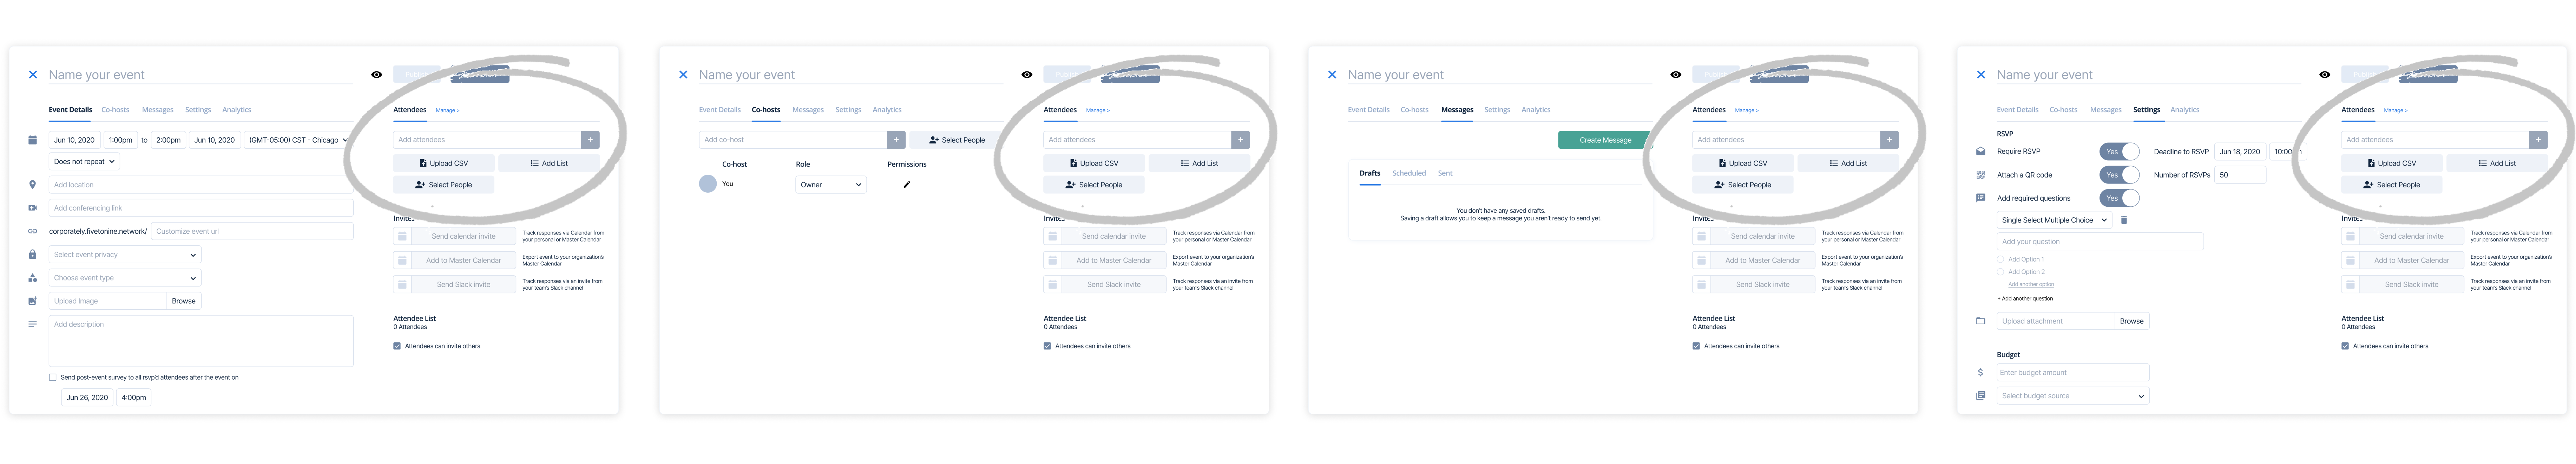 Name your event
Event Details Co-hosts Messages Settings Analytics
Jun 10, 2020 1:00pm to 2:00pm Jun 10, 2020 (GMT-05:00) CST - Chicago
Does not repeat
Add location
Add conferencing link
corporately.fivetonine.network/ Customize event url
Select event privacy
Choose event type
Upload Image Browse
Add description
Send post-event survey to all rsvp'd attendees after the event on
Jun 26, 2020 4:00pm
Attendees Manage >
Add attendees +
Upload CSV Add List
Select People
Invites
Send calendar invite
Track responses via Calendar from
your personal or Master Calendar
Add to Master Calendar
Export event to your organization's
Master Calendar
Send Slack invite
Track responses via an invite from
your team's Slack channel
Attendee List
0 Attendees
Attendees can invite others
Name your event
Event Details Co-hosts Messages Settings Analytics
Add co-host + Select People
Co-host Role Permissions
You Owner
Attendees Manage >
Add attendees +
Upload CSV Add List
Select People
Invites
Send calendar invite
Track responses via Calendar from
your personal or Master Calendar
Add to Master Calendar
Export event to your organization's
Master Calendar
Send Slack invite
Track responses via an invite from
your team's Slack channel
Attendee List
0 Attendees
Attendees can invite others
Name your event
Event Details Co-hosts Messages Settings Analytics
Create Message
Drafts Scheduled Sent
You don't have any saved drafts.
Saving a draft allows you to keep a message you aren't ready to send yet.
Attendees Manage >
Add attendees +
Upload CSV Add List
Select People
Invites
Send calendar invite
Track responses via Calendar from
your personal or Master Calendar
Add to Master Calendar
Export event to your organization's
Master Calendar
Send Slack invite
Track responses via an invite from
your team's Slack channel
Attendee List
0 Attendees
Attendees can invite others
Name your event
Event Details Co-hosts Messages Settings Analytics
RSVP
Require RSVP Yes Deadline to RSVP Jun 18, 2020
Attach a QR code Yes Number of RSVPs 50
Add required questions Yes
Single Select Multiple Choice
Add your question
Add Option 1
Add Option 2
Add another option
+ Add another question
Upload attachment Browse
Budget
$ Enter budget amount
Select budget source
Attendees Manage >
Add attendees +
Upload CSV Add List
Select People
Invites
Send calendar invite
Track responses via Calendar from
your personal or Master Calendar
Add to Master Calendar
Export event to your organization's
Master Calendar
Send Slack invite
Track responses via an invite from
your team's Slack channel
Attendee List
0 Attendees
Attendees can invite others